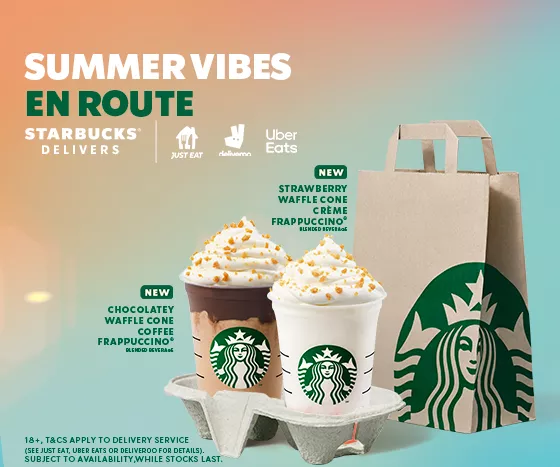 SUMMER VIBES
EN ROUTE
STARBUCKS®
DELIVERS
JUST EAT
deliveroo
Uber
Eats
NEW
STRAWBERRY
WAFFLE CONE
CRÈME
FRAPPUCCINO®
BLENDED BEVERAGE
NEW
CHOCOLATEY
WAFFLE CONE
COFFEE
FRAPPUCCINO®
BLENDED BEVERAGE
18+, T&CS APPLY TO DELIVERY SERVICE
(SEE JUST EAT, UBER EATS OR DELIVEROO FOR DETAILS).
SUBJECT TO AVAILABILITY,WHILE STOCKS LAST.